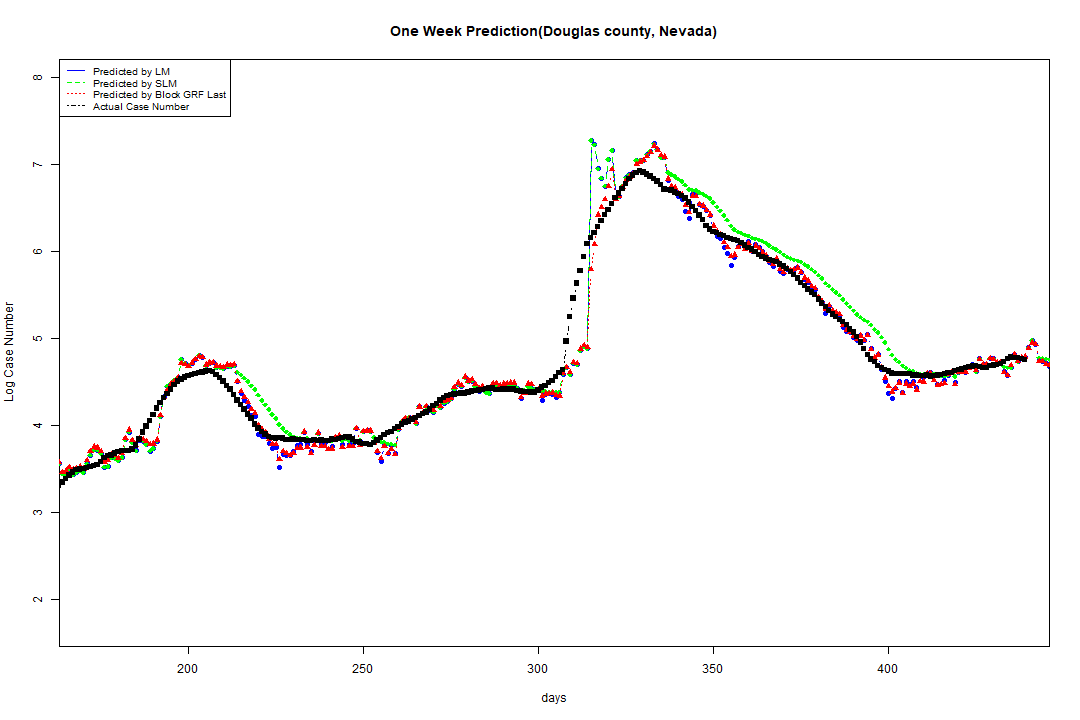 One Week Prediction(Douglas county, Nevada)
Predicted by LM
Predicted by SLM
Predicted by Block GRF Last
Actual Case Number
Log Case Number
8
7
6
5
4
3
2
200 250 300 350 400
days